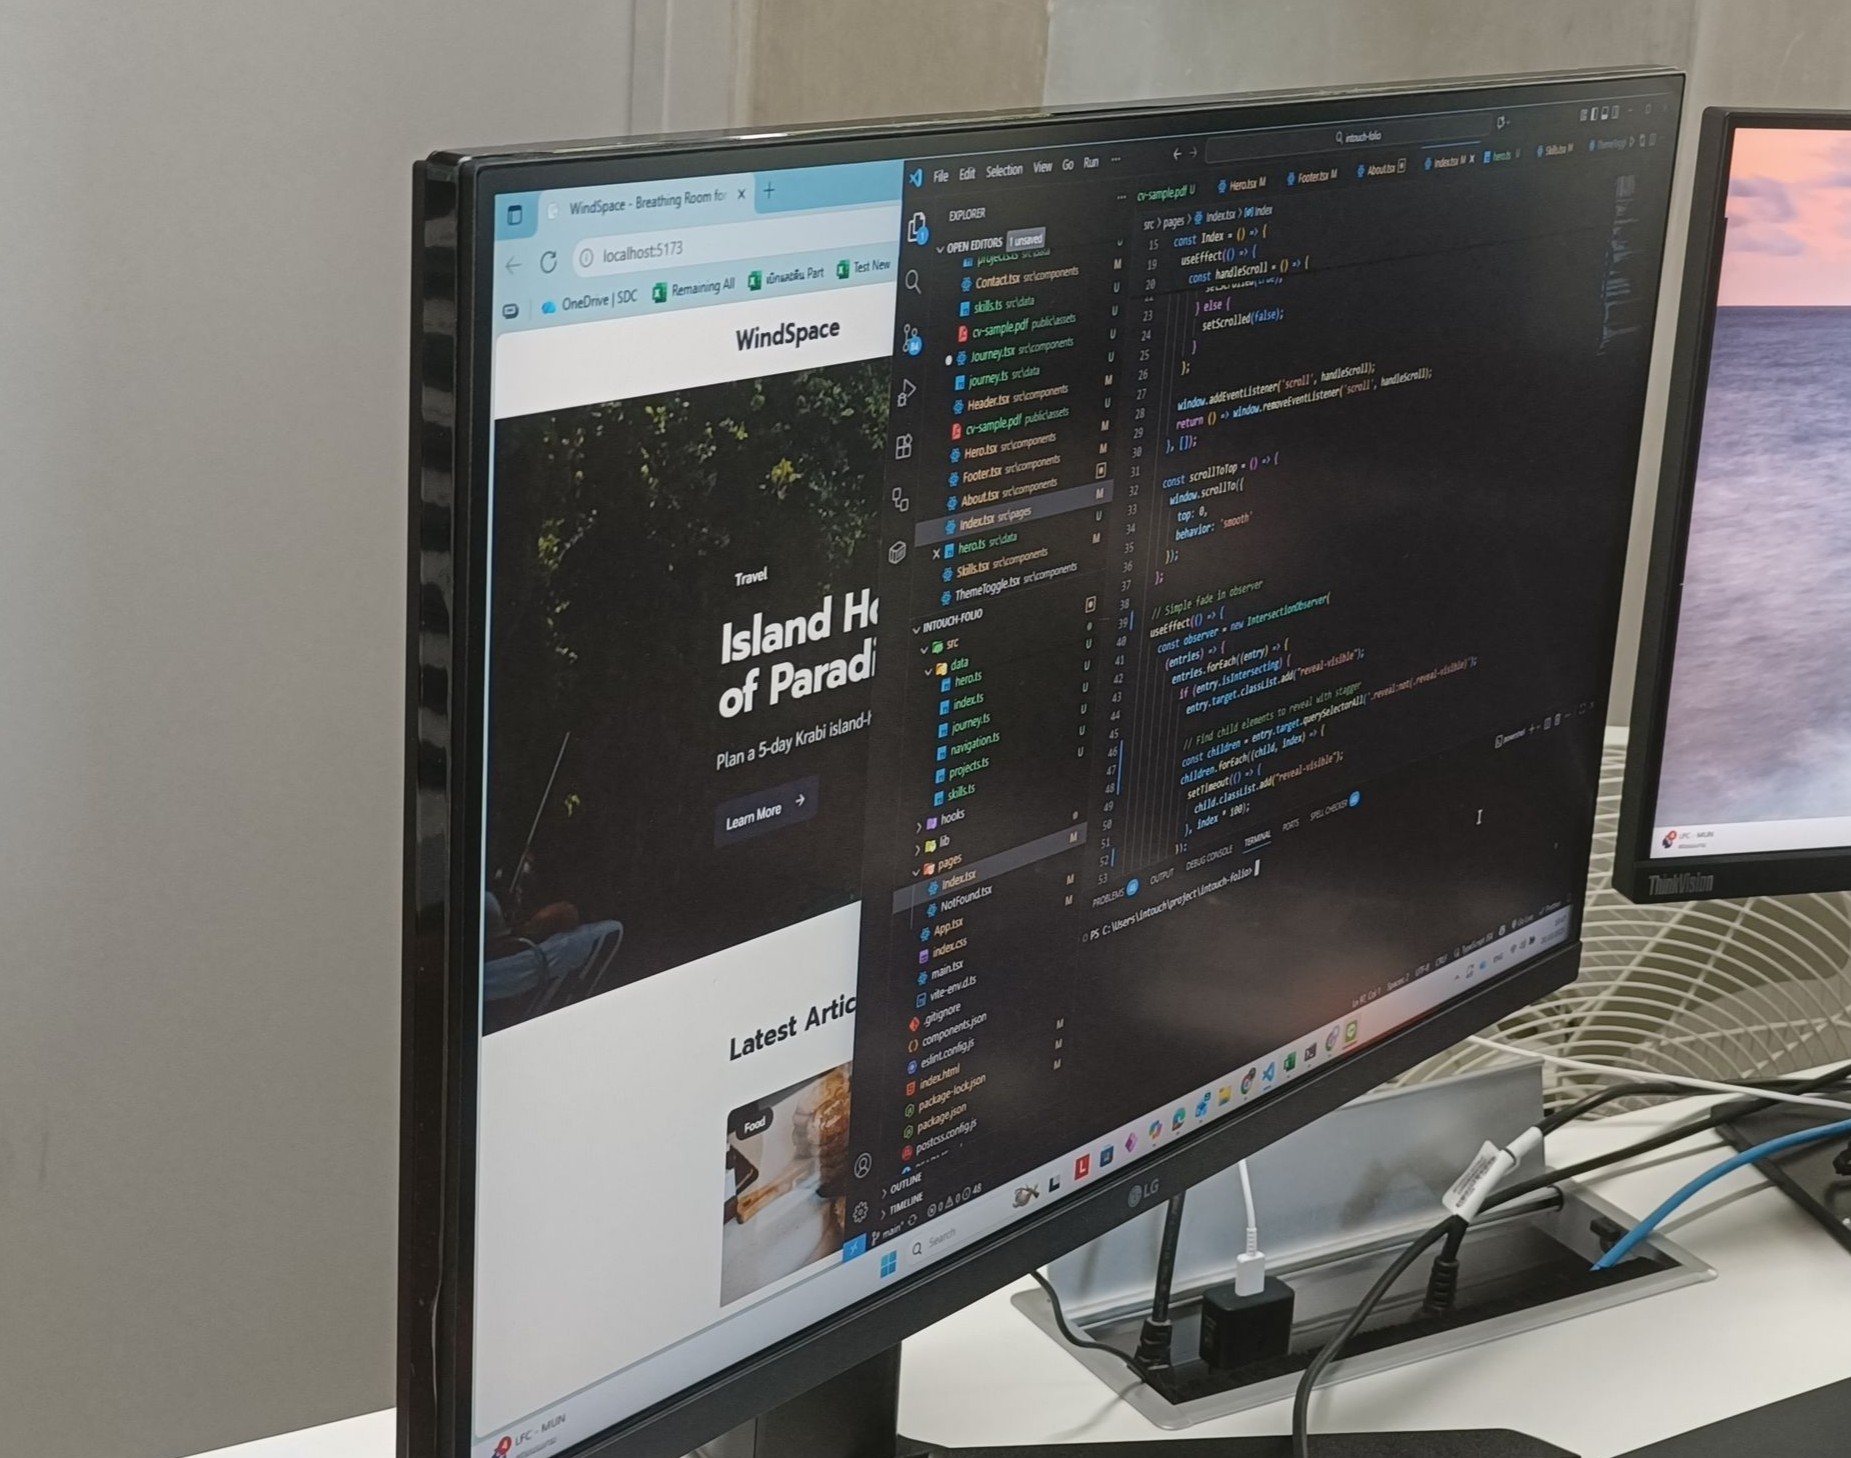 WindSpace - Breathing Room for
localhost:5173
OneDrive | SDC
Remaining All
Test New
WindSpace
Travel
Island Ho
of Paradi
Plan a 5-day Krabi island-h
Learn More →
Latest Artic
Food
LFC - MUN
File Edit Selection View Go Run ...
intouch-folio
EXPLORER
OPEN EDITORS 1 unsaved
projects.ts src\data
Contact.tsx src\components M
skills.ts src\data U
cv-sample.pdf public\assets U
Journey.tsx src\components
journey.ts src\data
Header.tsx src\components
cv-sample.pdf public\assets
Hero.tsx src\components
Footer.tsx src\components
About.tsx src\components
Index.tsx src\pages
hero.ts src\data
Skills.tsx src\components
ThemeToggle.tsx src\components
INTOUCH-FOLIO
src
data
hero.ts
index.ts
journey.ts
navigation.ts
projects.ts
skills.ts
hooks
lib
pages
Index.tsx
NotFound.tsx
App.tsx
index.css
main.tsx
vite-env.d.ts
.gitignore
components.json
eslint.config.js
index.html
package-lock.json
package.json
postcss.config.js
OUTLINE
TIMELINE
main*
Search
cv-sample.pdf U
Hero.tsx M
Footer.tsx M
About.tsx
Index.tsx M ×
hero.ts U
Skills.tsx M
src > pages > Index.tsx > Index
15 const Index = () => {
19 useEffect(() => {
20 const handleScroll = () => {
setScrolled(true);
23 } else {
24 setScrolled(false);
25 }
26 };
27
28 window.addEventListener('scroll', handleScroll);
29 return () => window.removeEventListener('scroll', handleScroll);
30 }, []);
31
32 const scrollToTop = () => {
33 window.scrollTo({
34 top: 0,
35 behavior: 'smooth'
36 });
37 };
38
39 // Simple fade in observer
40 useEffect(() => {
41 const observer = new IntersectionObserver(
42 (entries) => {
43 entries.forEach((entry) => {
44 if (entry.isIntersecting) {
45 entry.target.classList.add("reveal-visible");
46
47 // Find child elements to reveal with stagger
48 const children = entry.target.querySelectorAll('.reveal:not(.reveal-visible)');
49 children.forEach((child, index) => {
50 setTimeout(() => {
51 child.classList.add("reveal-visible");
52 }, index * 100);
53 });
PROBLEMS OUTPUT DEBUG CONSOLE TERMINAL PORTS SPELL CHECKER
powershell
PS C:\Users\intouch\project\intouch-folio>
LG
LFC - MUN
ThinkVision